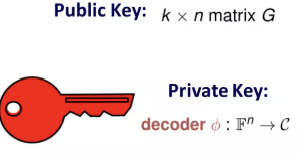 Public Key: k × n matrix G
Private Key:
decoder ϕ : 𝔽ⁿ → 𝒞